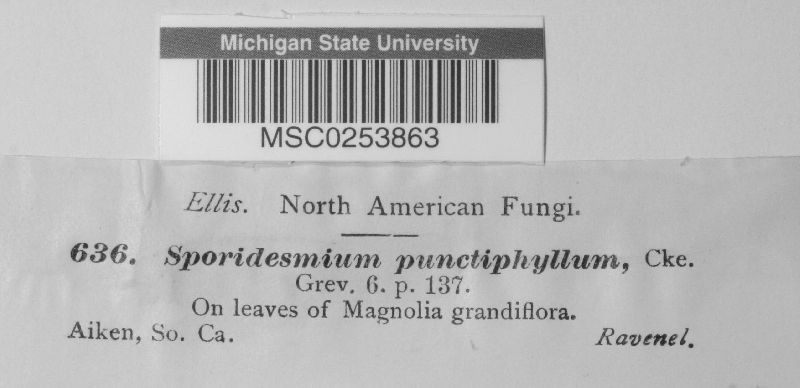 Michigan State University
MSC0253863
Ellis. North American Fungi.
636. Sporidesmium punctiphyllum, Cke.
Grev. 6. p. 137.
On leaves of Magnolia grandiflora.
Aiken, So. Ca. Ravenel.